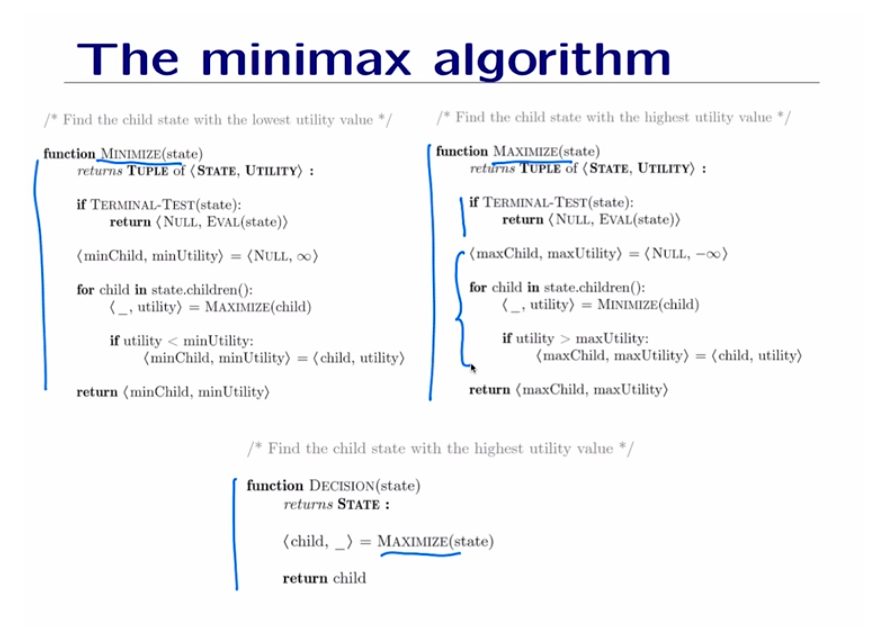 The minimax algorithm
/* Find the child state with the lowest utility value */
function MINIMIZE(state)
returns TUPLE of ⟨STATE, UTILITY⟩ :
if TERMINAL-TEST(state):
return ⟨NULL, EVAL(state)⟩
⟨minChild, minUtility⟩ = ⟨NULL, ∞⟩
for child in state.children():
⟨_, utility⟩ = MAXIMIZE(child)
if utility < minUtility:
⟨minChild, minUtility⟩ = ⟨child, utility⟩
return ⟨minChild, minUtility⟩
/* Find the child state with the highest utility value */
function MAXIMIZE(state)
returns TUPLE of ⟨STATE, UTILITY⟩ :
if TERMINAL-TEST(state):
return ⟨NULL, EVAL(state)⟩
⟨maxChild, maxUtility⟩ = ⟨NULL, −∞⟩
for child in state.children():
⟨_, utility⟩ = MINIMIZE(child)
if utility > maxUtility:
⟨maxChild, maxUtility⟩ = ⟨child, utility⟩
return ⟨maxChild, maxUtility⟩
/* Find the child state with the highest utility value */
function DECISION(state)
returns STATE :
⟨child, _⟩ = MAXIMIZE(state)
return child